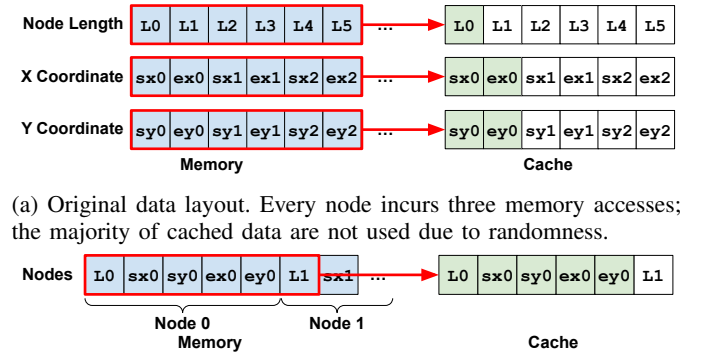 Node Length L0 L1 L2 L3 L4 L5 ... L0 L1 L2 L3 L4 L5
X Coordinate sx0 ex0 sx1 ex1 sx2 ex2 ... sx0 ex0 sx1 ex1 sx2 ex2
Y Coordinate sy0 ey0 sy1 ey1 sy2 ey2 ... sy0 ey0 sy1 ey1 sy2 ey2
Memory Cache
(a) Original data layout. Every node incurs three memory accesses;
the majority of cached data are not used due to randomness.
Nodes L0 sx0 sy0 ex0 ey0 L1 sx1 ... L0 sx0 sy0 ex0 ey0 L1
Node 0 Node 1
Memory Cache